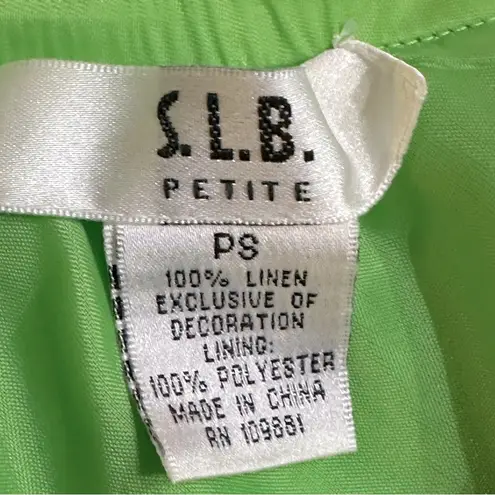 S.L.B.
PETITE
PS
100% LINEN
EXCLUSIVE OF
DECORATION
LINING:
100% POLYESTER
MADE IN CHINA
RN 109881